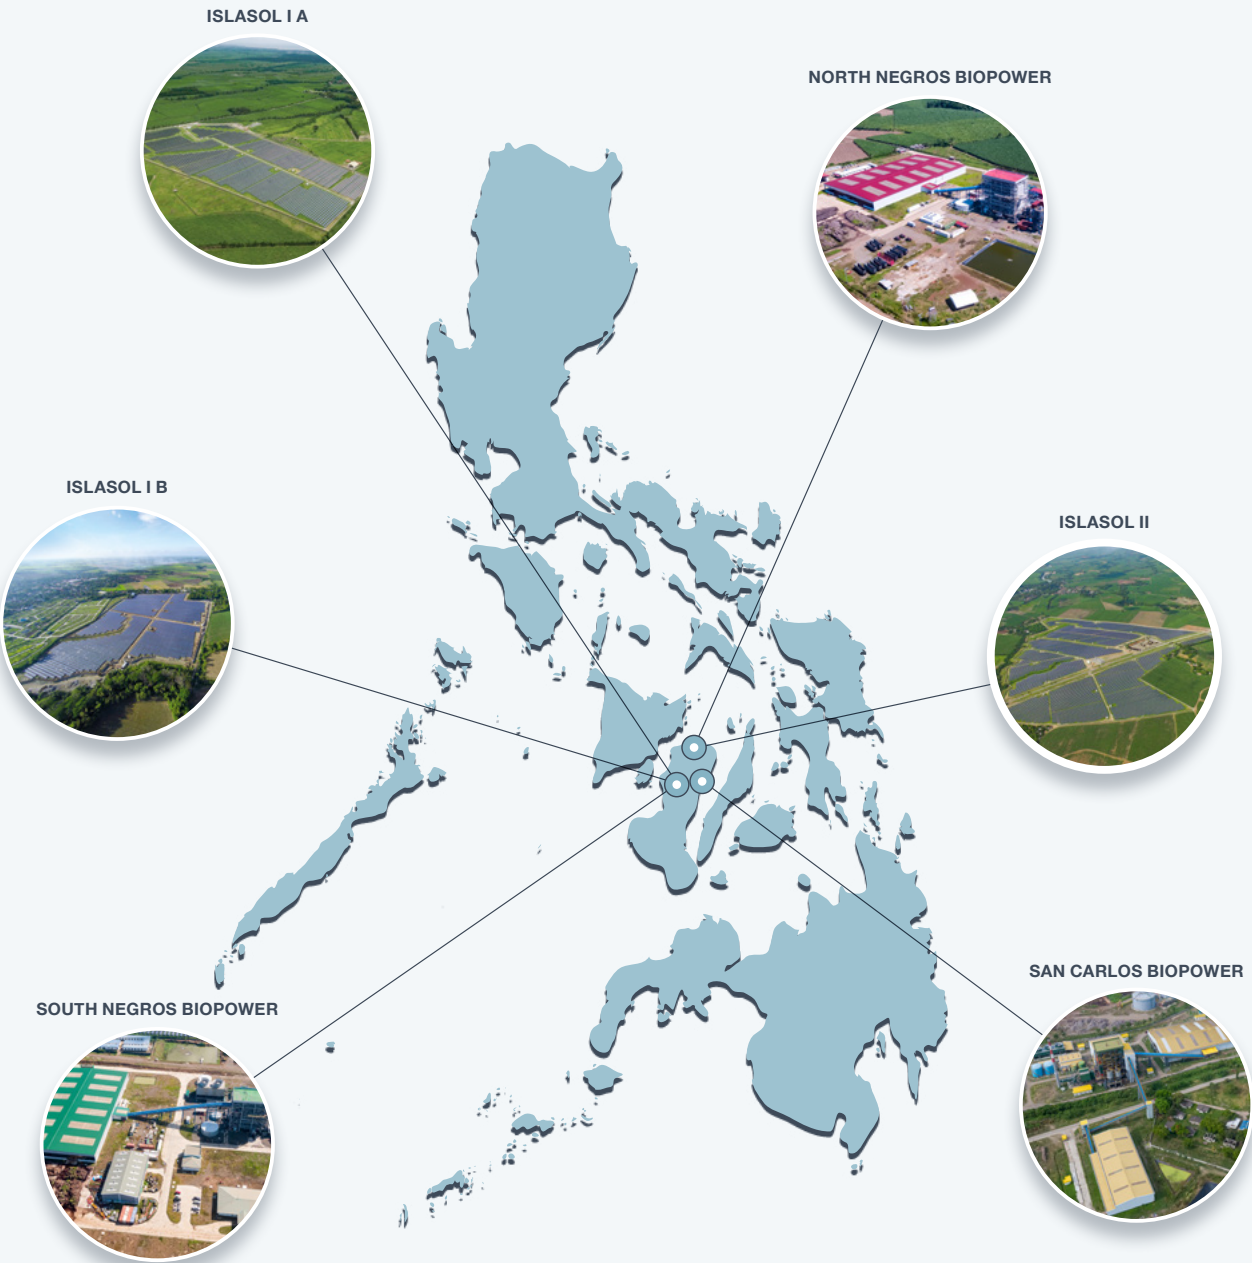 ISLASOL I A
NORTH NEGROS BIOPOWER
ISLASOL I B
ISLASOL II
SAN CARLOS BIOPOWER
SOUTH NEGROS BIOPOWER